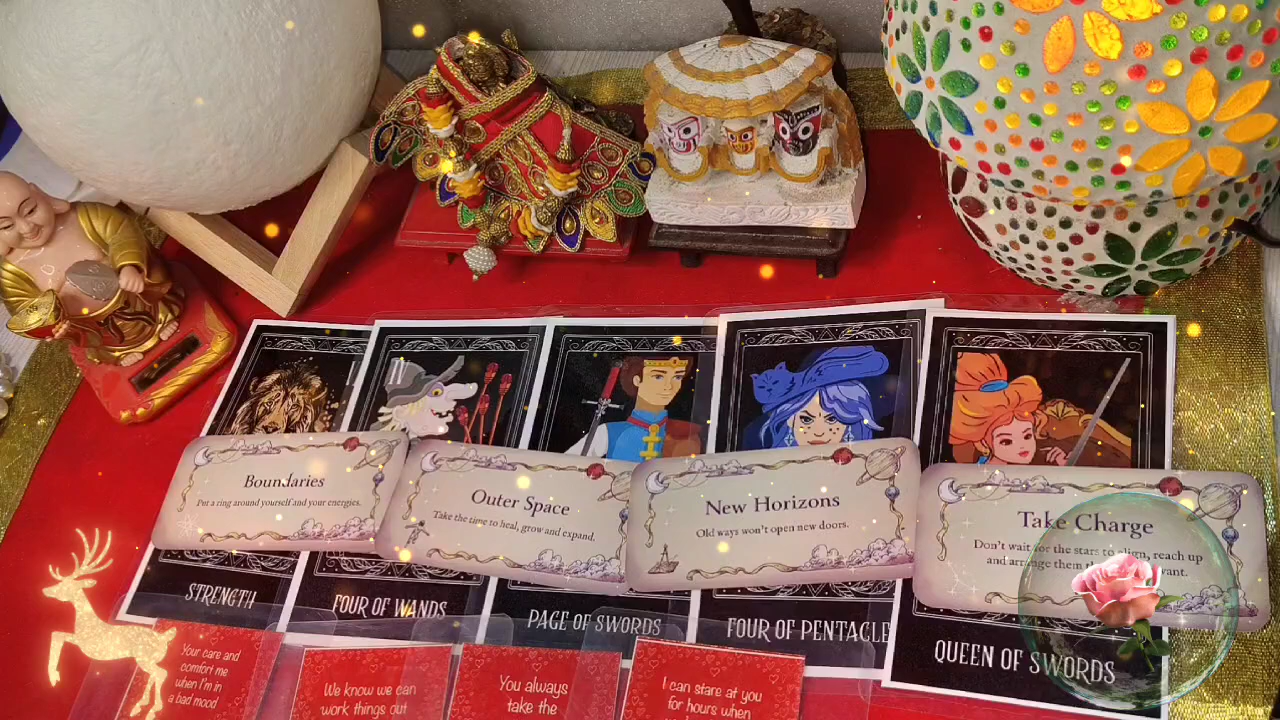 Boundaries
Put a ring around yourself and your energies.
Outer Space
Take the time to heal, grow and expand.
New Horizons
Old ways won't open new doors.
Take Charge
Don't wait for the stars to align, reach up
and arrange them the want.
STRENGTH
FOUR OF WANDS
PAGE OF SWORDS
FOUR OF PENTACLE
QUEEN OF SWORDS
Your care and
comfort me
when I'm in
a bad mood
We know we can
work things out
You always
take the
I can stare at you
for hours when